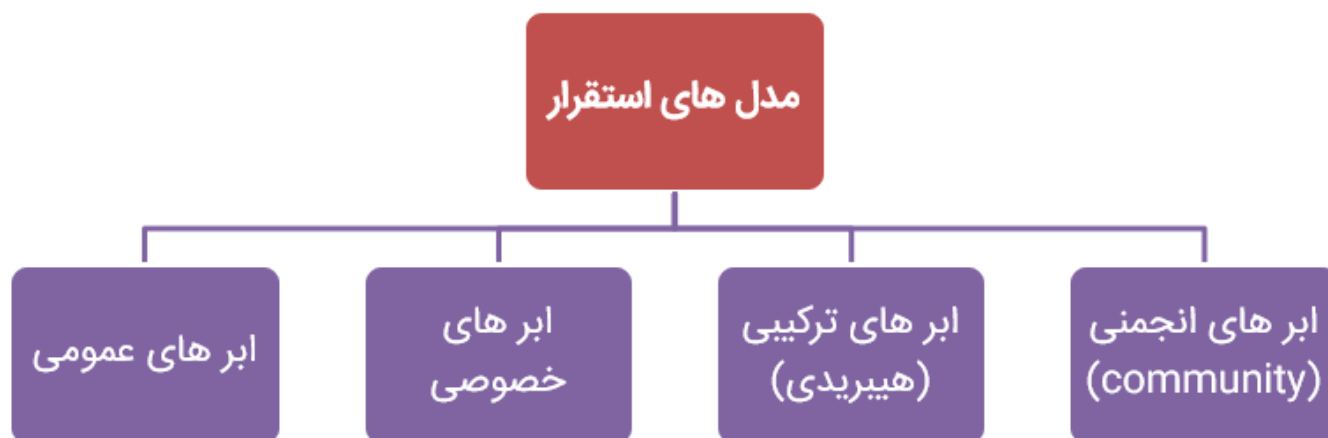 مدل های استقرار
ابر های انجمنی
(community)
ابر های ترکیبی
(هیبریدی)
ابر های
خصوصی
ابر های عمومی